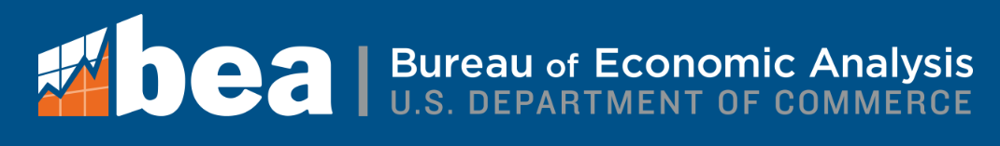 bea
Bureau of Economic Analysis
U.S. DEPARTMENT OF COMMERCE